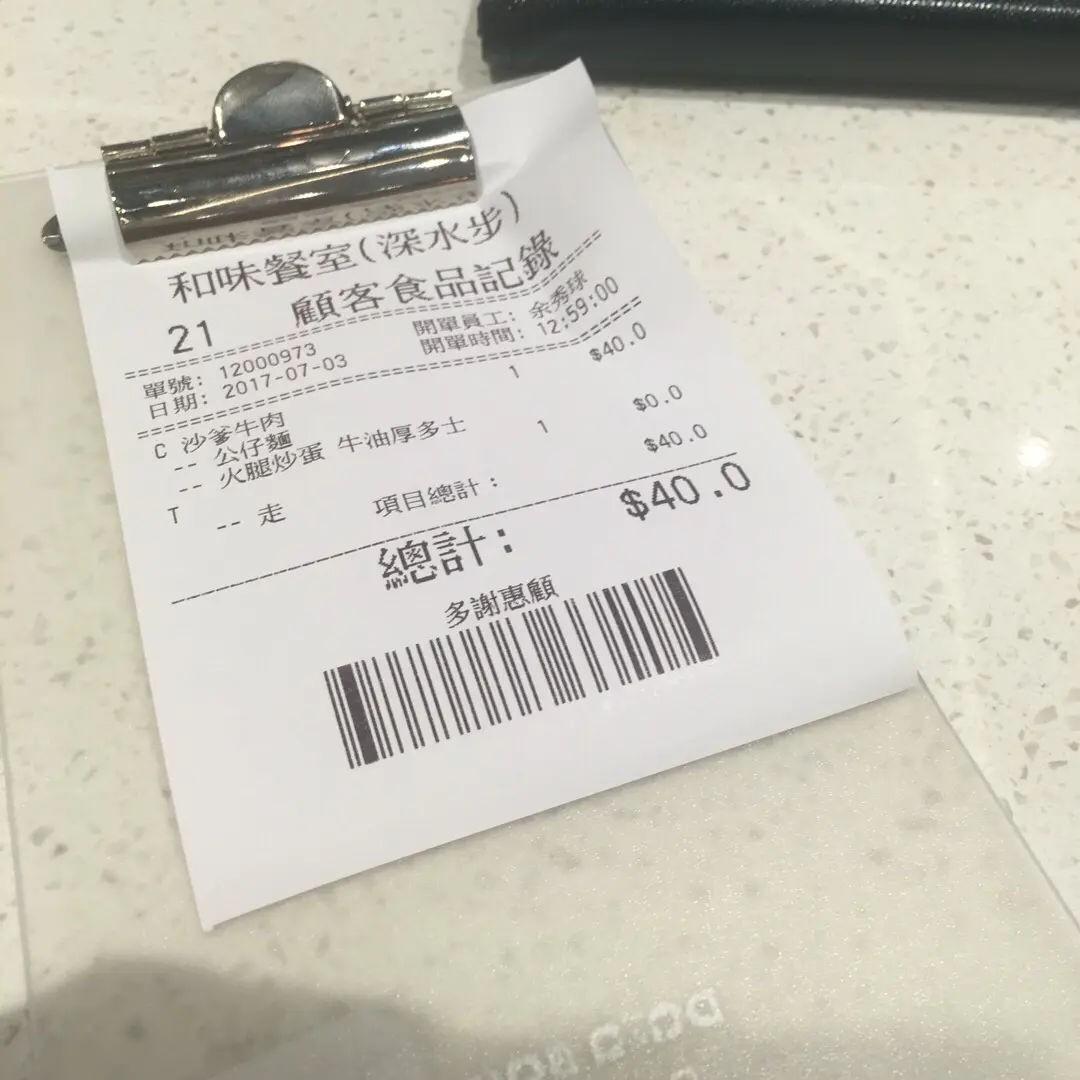 和味餐室(深水步)
顧客食品記錄
21
單號: 12000973 開單員工: 余秀球
日期: 2017-07-03 開單時間: 12:59:00
C 沙爹牛肉 1 $40.0
-- 公仔麵
-- 火腿炒蛋 牛油厚多士
T 1 $0.0
-- 走
項目總計: $40.0
總計: $40.0
多謝惠顧